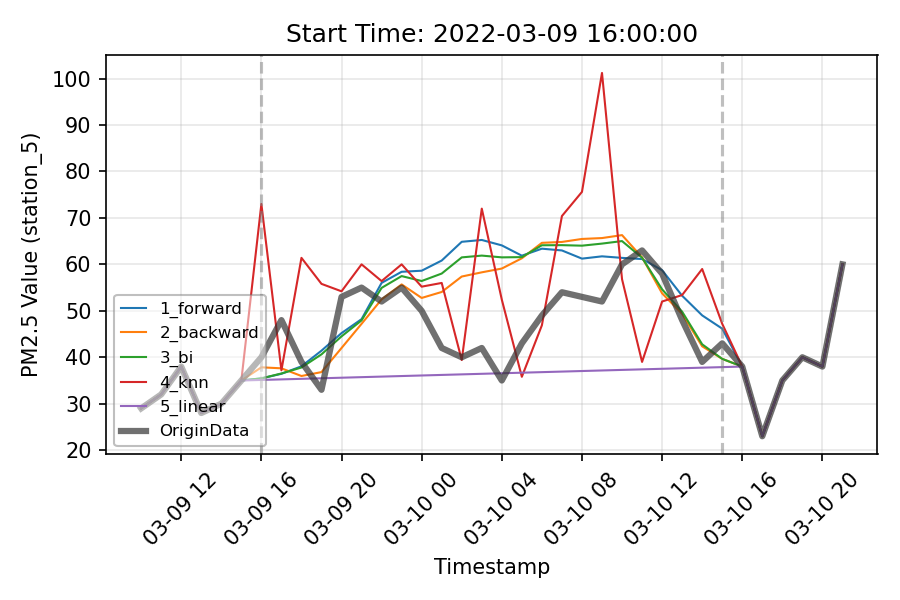 Start Time: 2022-03-09 16:00:00
PM2.5 Value (station_5)
100
90
80
70
60
50
40
30
20
1_forward
2_backward
3_bi
4_knn
5_linear
OriginData
03-09 12
03-09 16
03-09 20
03-10 00
03-10 04
03-10 08
03-10 12
03-10 16
03-10 20
Timestamp